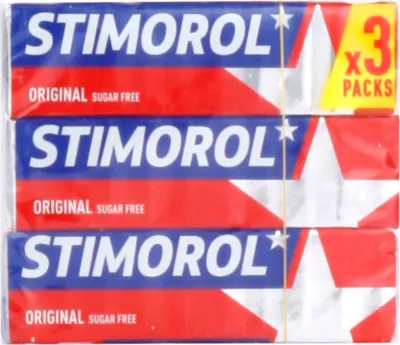 STIMOROL
x3
PACKS
ORIGINAL SUGAR FREE
STIMOROL
ORIGINAL SUGAR FREE
STIMOROL
ORIGINAL SUGAR FREE